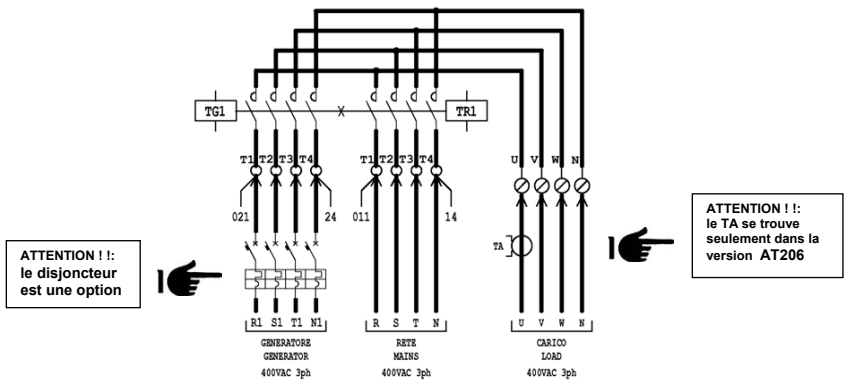 TG1
TR1
T1 T2 T3 T4
T1 T2 T3 T4
U V W N
021
24
011
14
TA
ATTENTION ! !:
le disjoncteur
est une option
ATTENTION ! !:
le TA se trouve
seulement dans la
version AT206
R1 S1 T1 N1
R S T N
U V W N
GENERATORE
GENERATOR
400VAC 3ph
RETE
MAINS
400VAC 3ph
CARICO
LOAD
400VAC 3ph